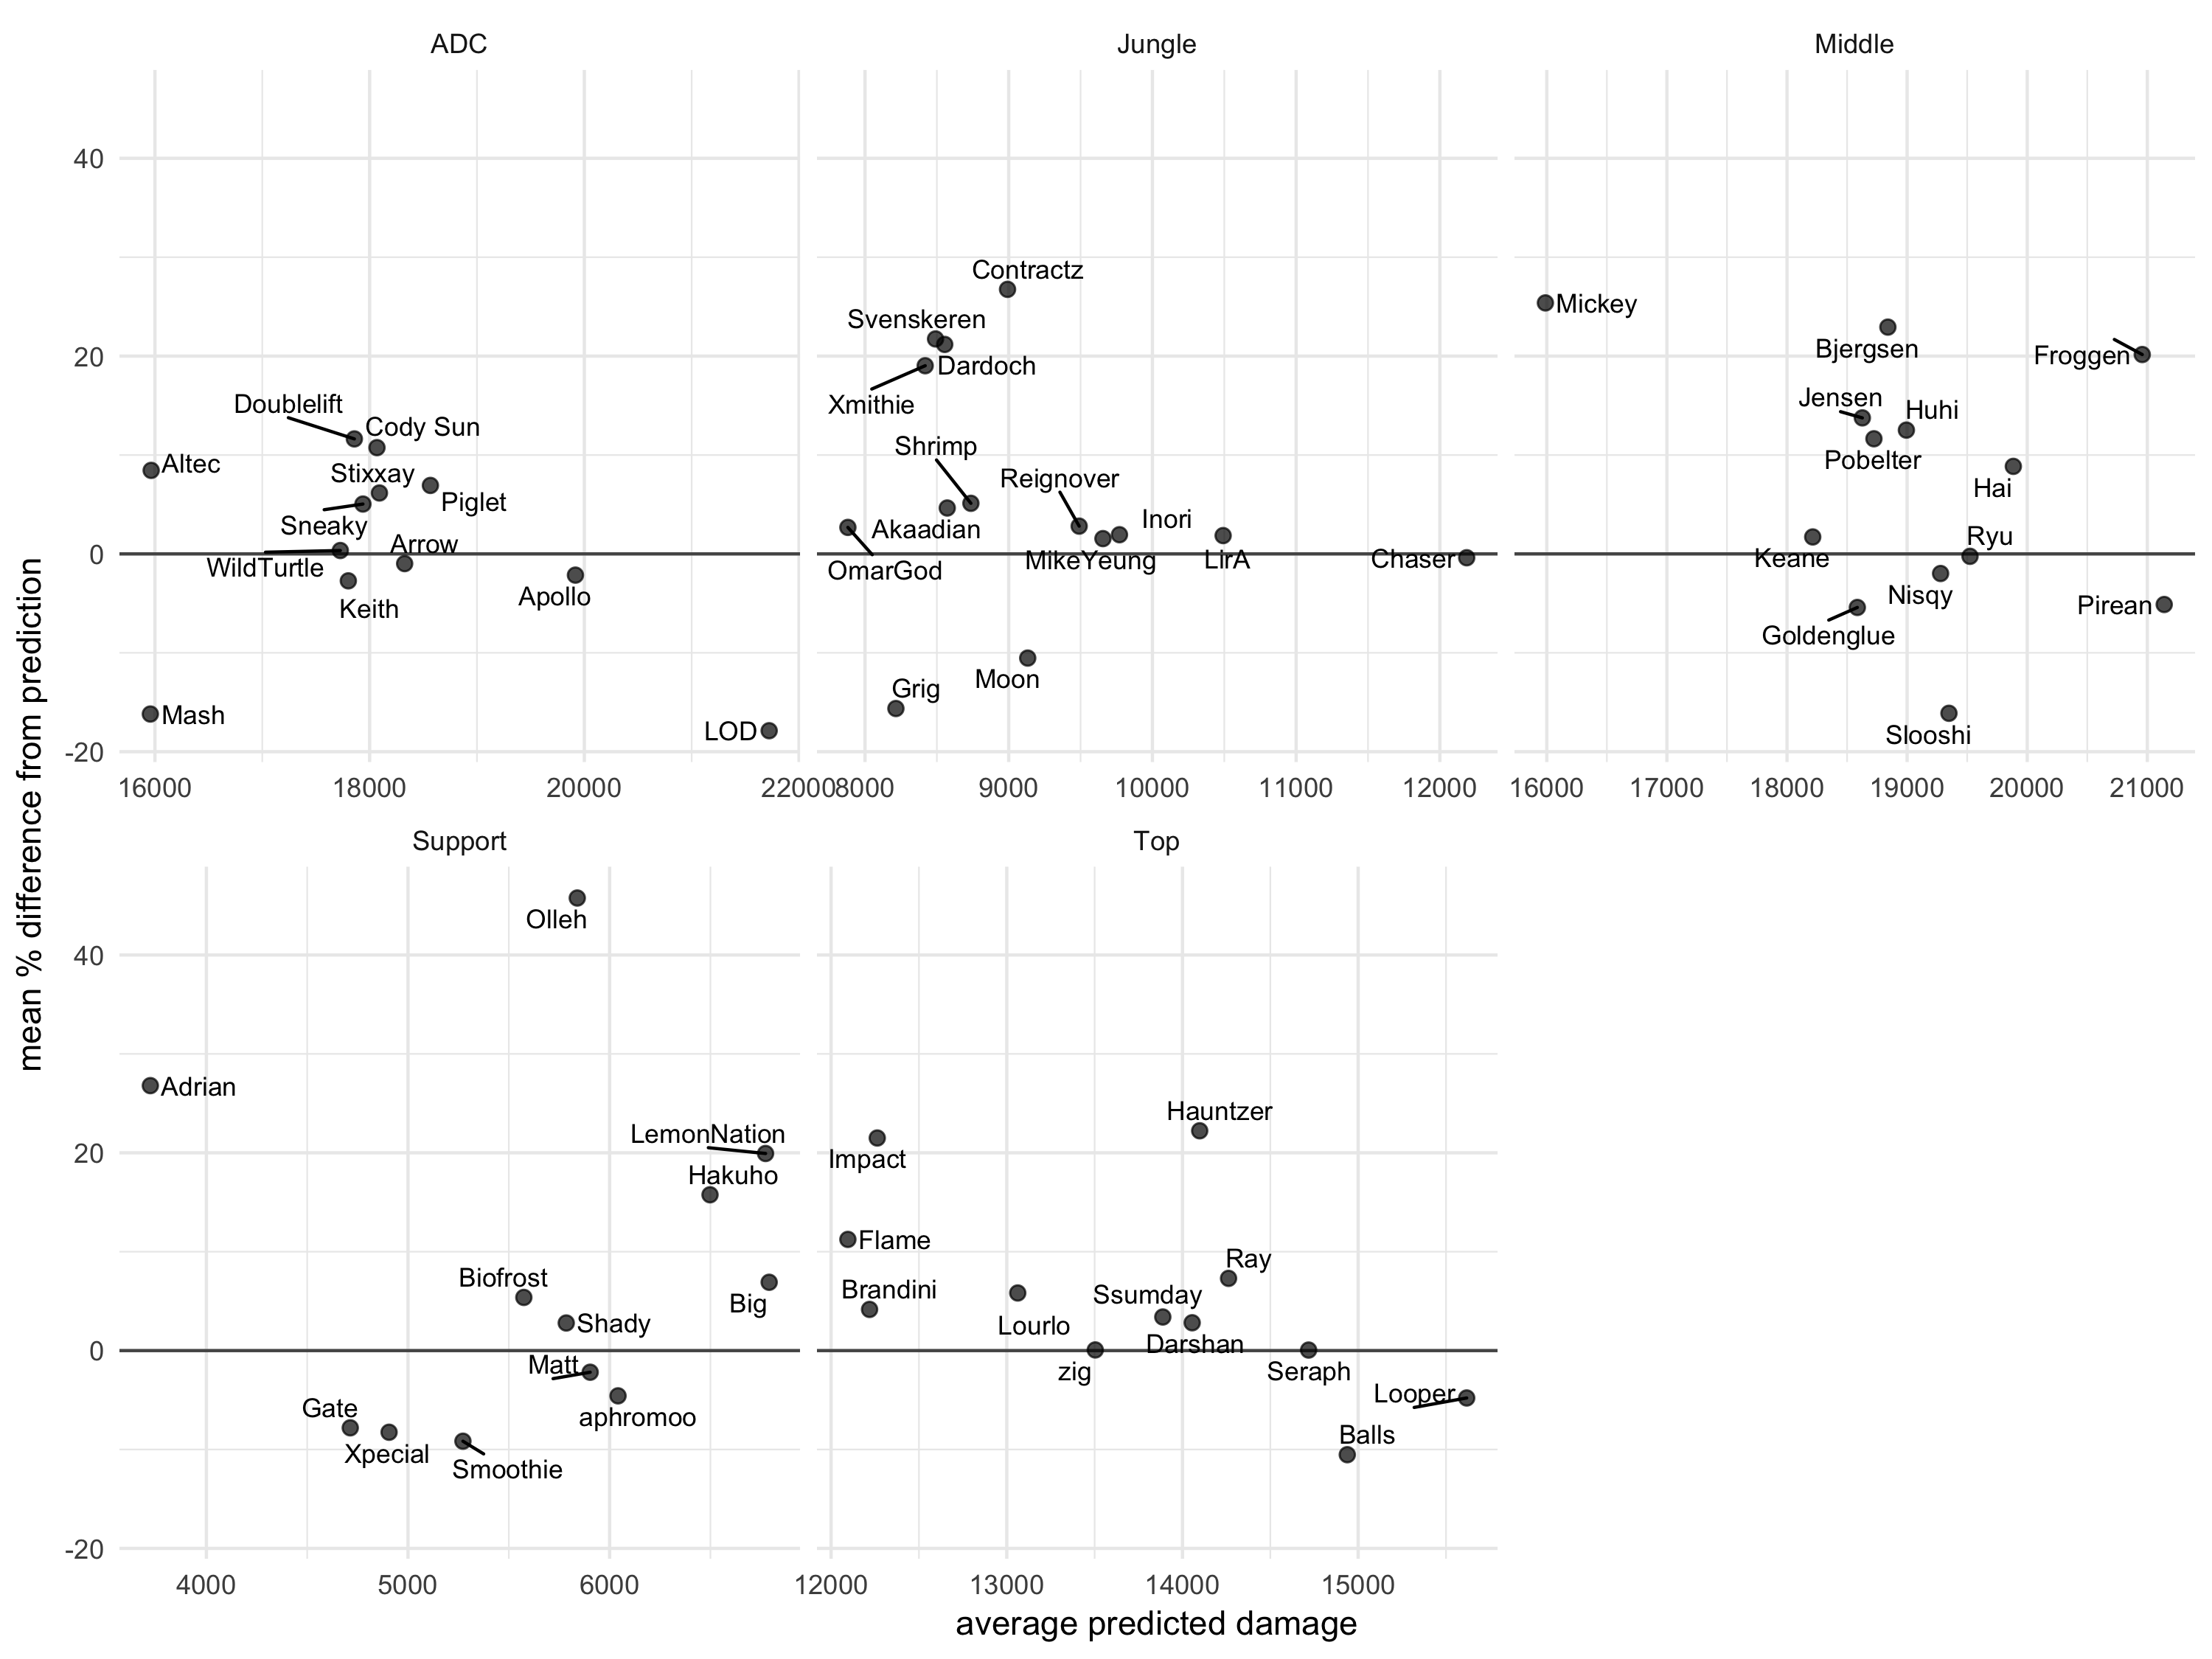 ADC
Jungle
Middle
mean % difference from prediction
40
20
0
-20
Doublelift
Cody Sun
Altec
Stixxay
Piglet
Sneaky
Arrow
WildTurtle
Keith
Apollo
Mash
LOD
16000 18000 20000 22000
Contractz
Svenskeren
Dardoch
Xmithie
Shrimp
Reignover
Akaadian
Inori
OmarGod
MikeYeung
LirA
Chaser
Moon
Grig
8000 9000 10000 11000 12000
Mickey
Bjergsen
Froggen
Jensen
Huhi
Pobelter
Hai
Ryu
Keane
Nisqy
Pirean
Goldenglue
Slooshi
16000 17000 18000 19000 20000 21000
Support
Top
40
20
0
-20
Olleh
Adrian
LemonNation
Hakuho
Biofrost
Big
Shady
Matt
aphromoo
Gate
Xpecial
Smoothie
4000 5000 6000
Hauntzer
Impact
Flame
Ray
Brandini
Ssumday
Lourlo
Darshan
zig
Seraph
Looper
Balls
12000 13000 14000 15000
average predicted damage